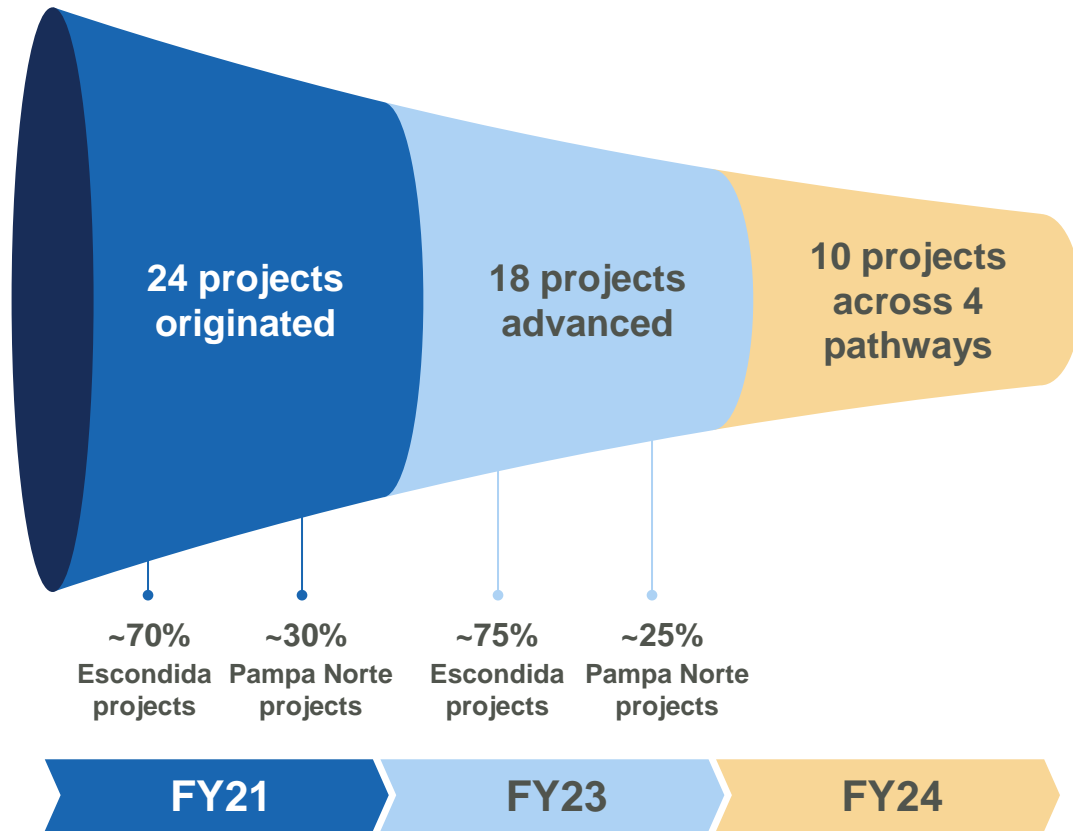 24 projects
originated
18 projects
advanced
10 projects
across 4
pathways
~70%
Escondida
projects
~30%
Pampa Norte
projects
~75%
Escondida
projects
~25%
Pampa Norte
projects
FY21
FY23
FY24